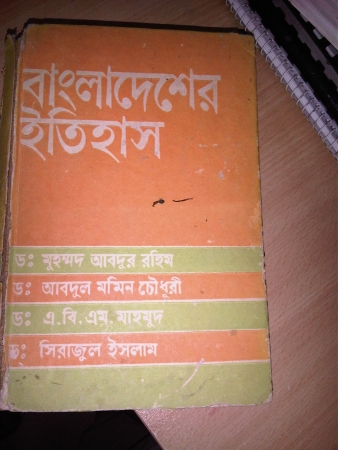 বাংলাদেশের
ইতিহাস
ডঃ মুহম্মদ আবদুর রহিম
ডঃ আবদুল মমিন চৌধুরী
ডঃ এ.বি.এম.মাহমুদ
ডঃ সিরাজুল ইসলাম